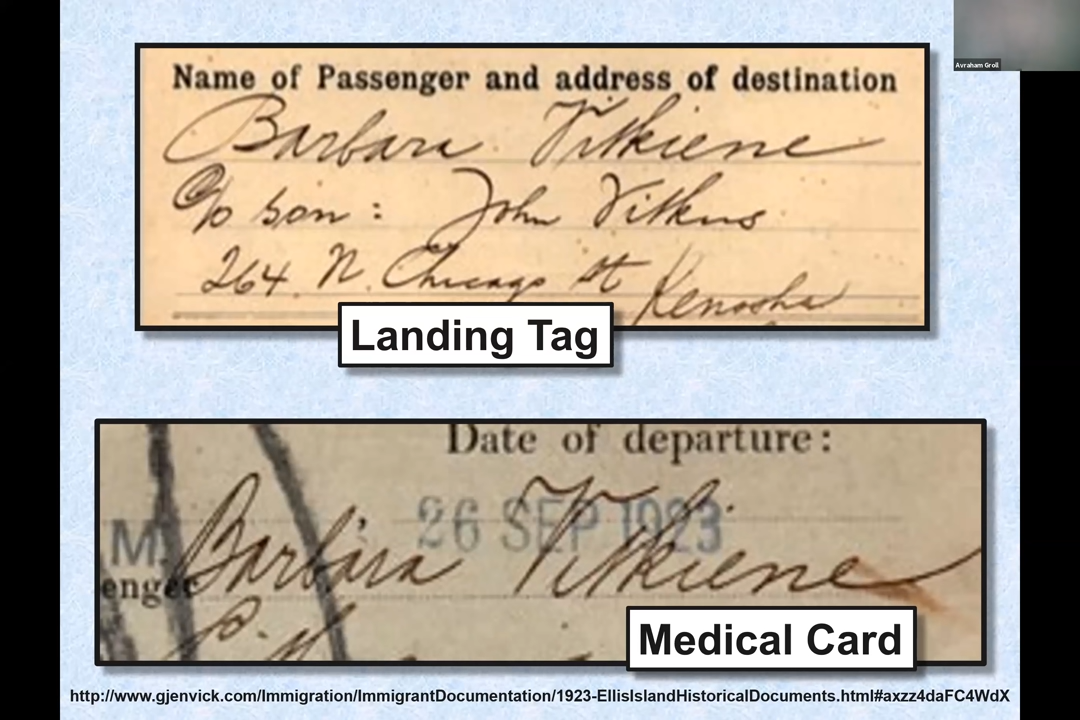 Avraham Groll
Name of Passenger and address of destination
Barbara Vitkiene
c/o son: John Vitkus
264 N. Chicago St Kenosha
Landing Tag
Date of departure:
26 SEP 1923
M.
enger
Barbara Vitkiene
Medical Card
http://www.gjenvick.com/Immigration/ImmigrantDocumentation/1923-EllisIslandHistoricalDocuments.html#axzz4daFC4WdX